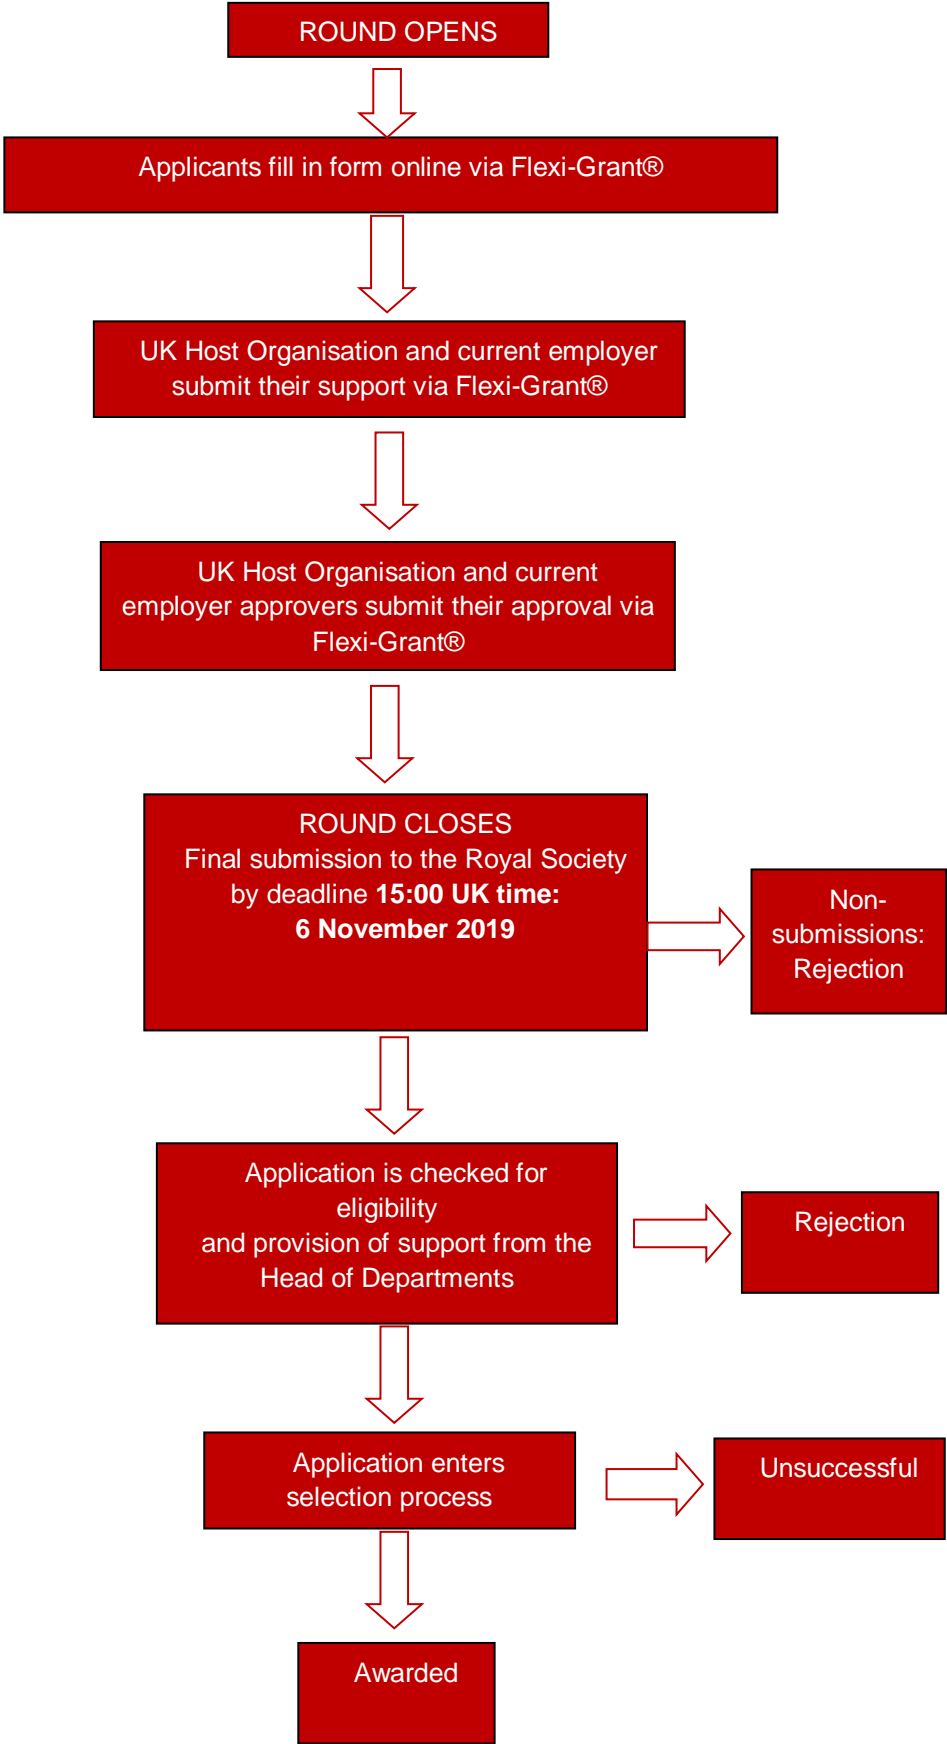 ROUND OPENS
Applicants fill in form online via Flexi-Grant®
UK Host Organisation and current employer
submit their support via Flexi-Grant®
UK Host Organisation and current
employer approvers submit their approval via
Flexi-Grant®
ROUND CLOSES
Final submission to the Royal Society
by deadline 15:00 UK time:
6 November 2019
Non-
submissions:
Rejection
Application is checked for
eligibility
and provision of support from the
Head of Departments
Rejection
Application enters
selection process
Unsuccessful
Awarded